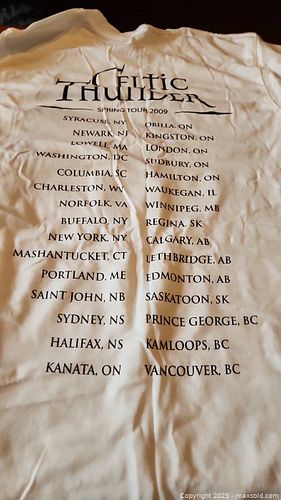 CELTIC
THUNDER
SPRING TOUR 2009
SYRACUSE, NY
NEWARK, NJ
LOWELL, MA
WASHINGTON, DC
COLUMBIA, SC
CHARLESTON, WV
NORFOLK, VA
BUFFALO, NY
NEW YORK, NY
MASHANTUCKET, CT
PORTLAND, ME
SAINT JOHN, NB
SYDNEY, NS
HALIFAX, NS
KANATA, ON
ORILLA, ON
KINGSTON, ON
LONDON, ON
SUDBURY, ON
HAMILTON, ON
WAUKEGAN, IL
WINNIPEG, MB
REGINA, SK
CALGARY, AB
LETHBRIDGE, AB
EDMONTON, AB
SASKATOON, SK
PRINCE GEORGE, BC
KAMLOOPS, BC
VANCOUVER, BC
Copyright 2025 - maxsold.com